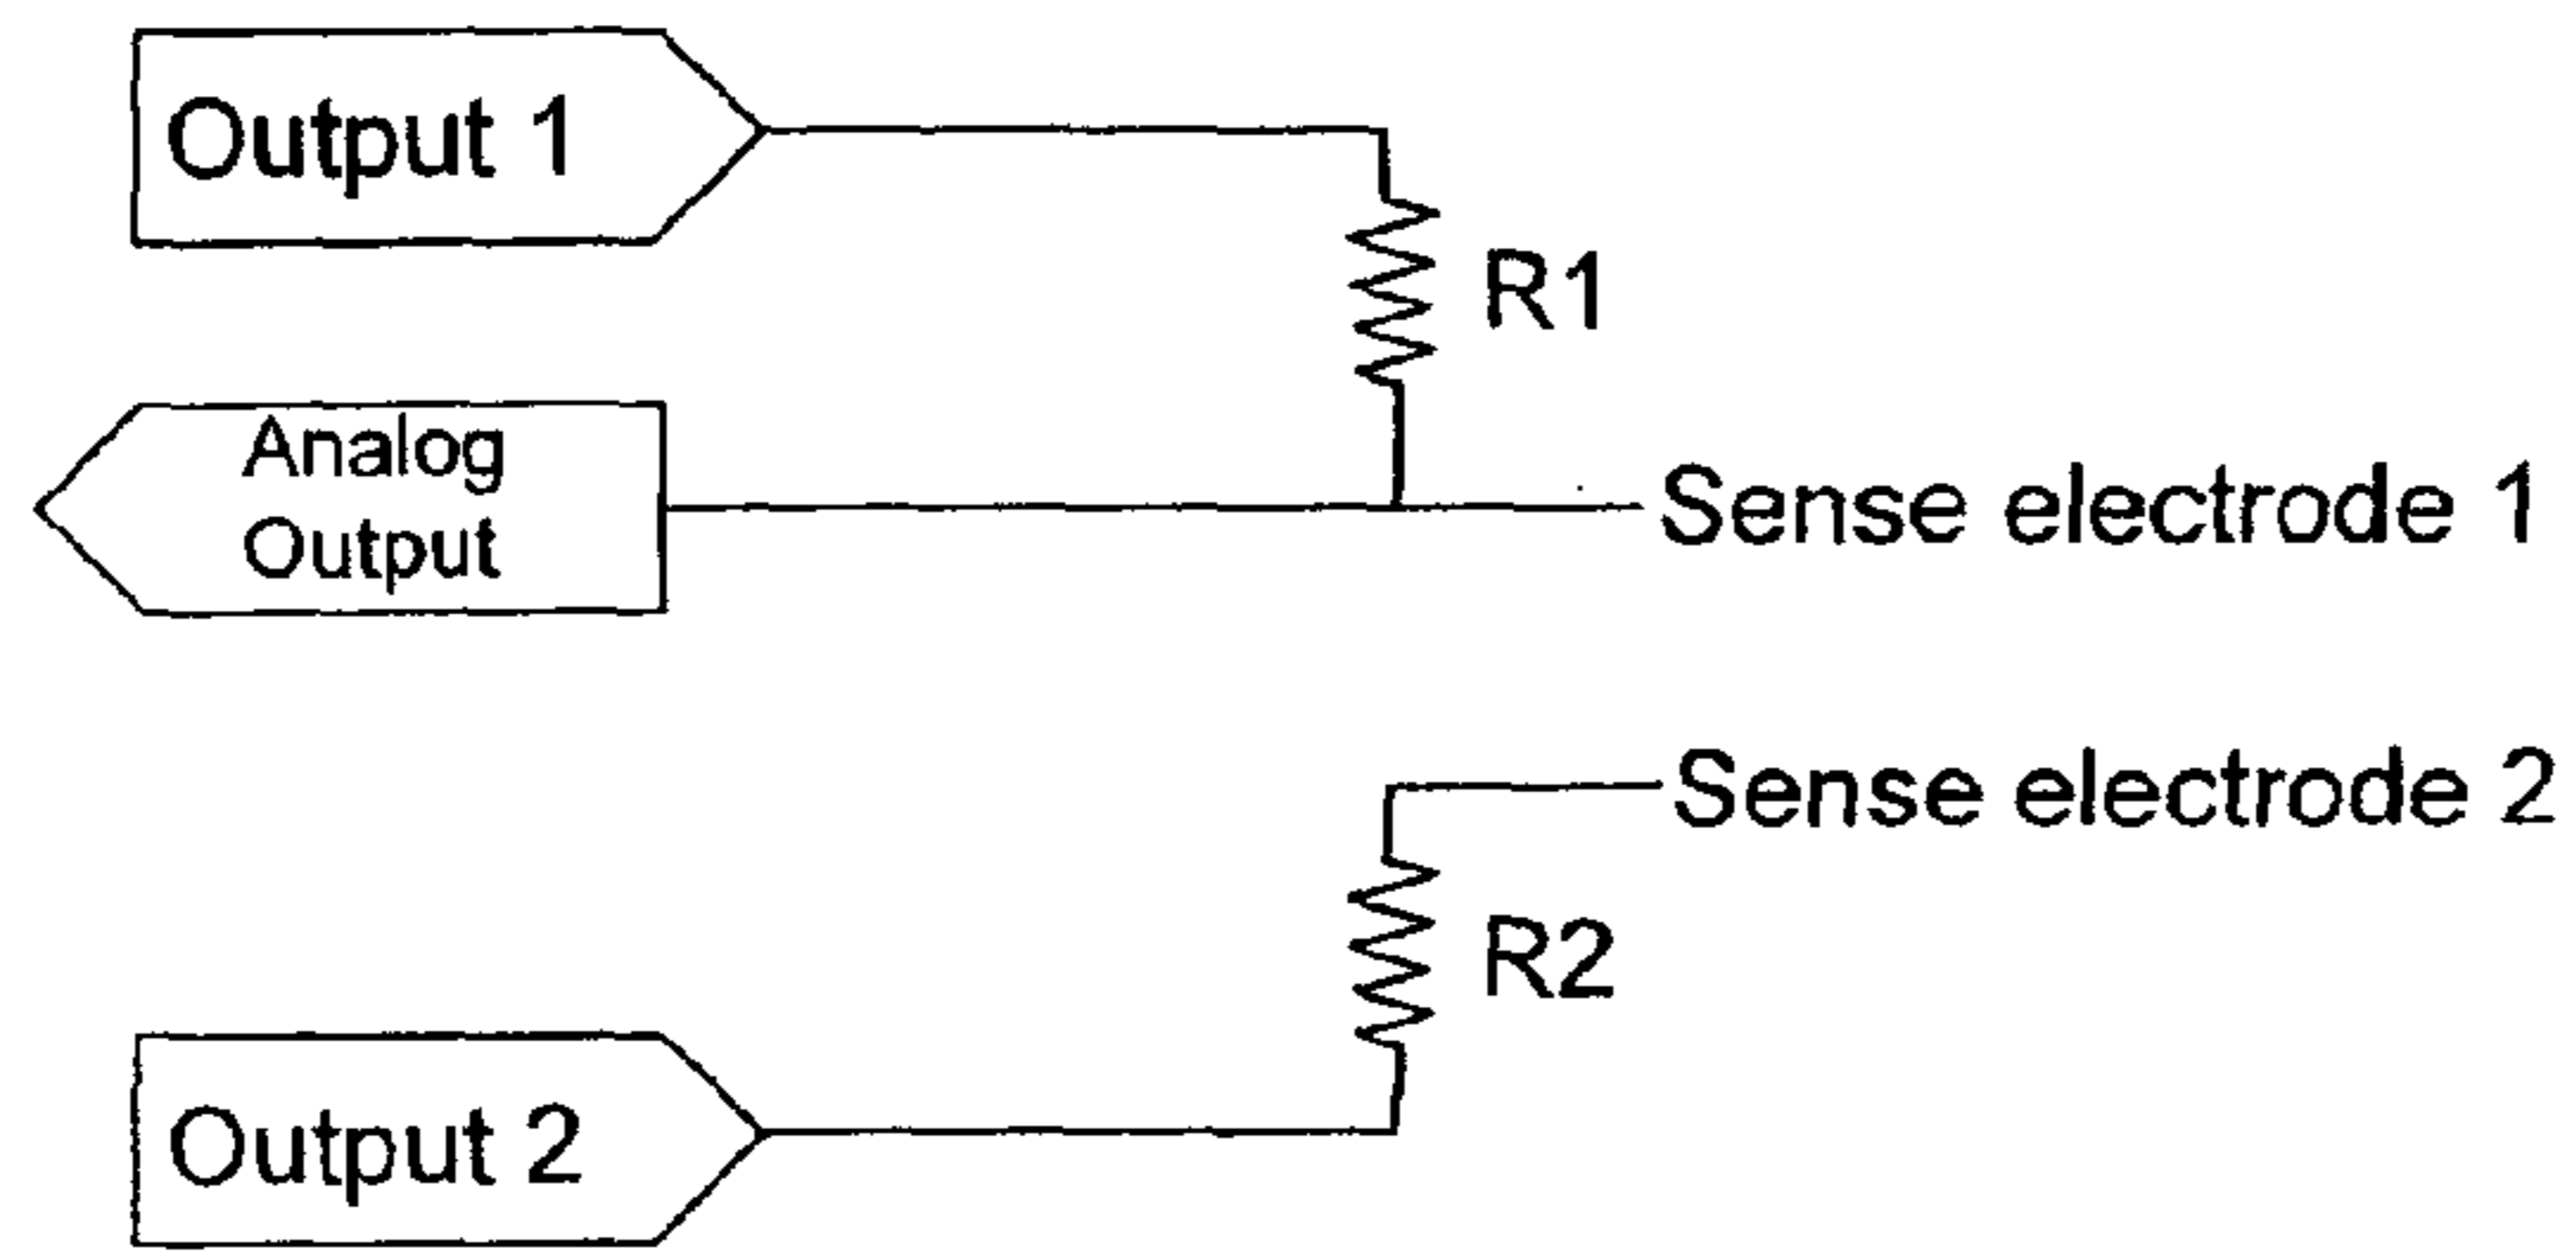 Output 1
R1
Analog
Output
Sense electrode 1
Sense electrode 2
R2
Output 2